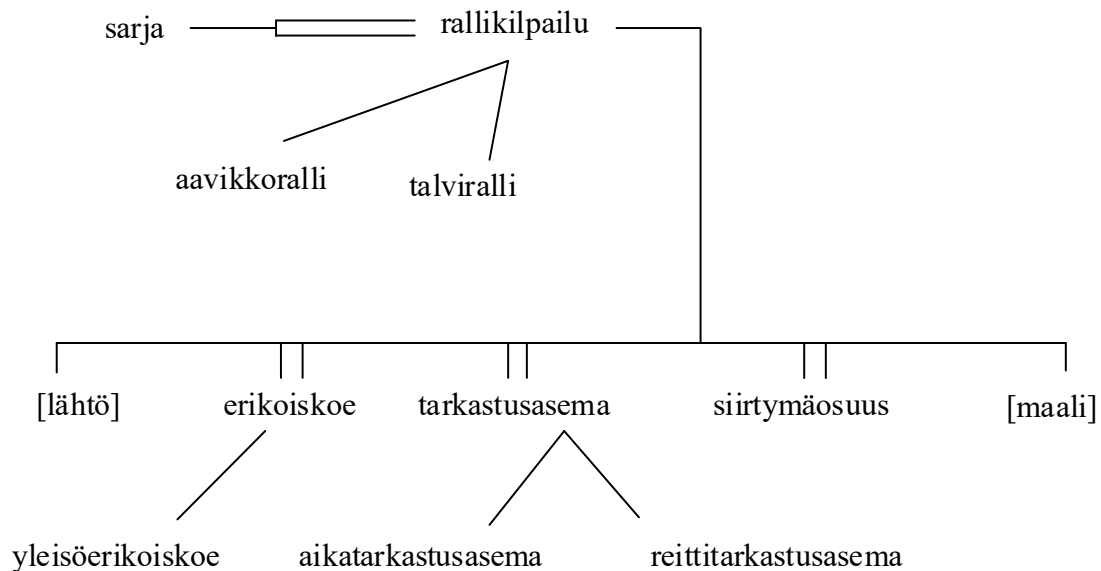 sarja
rallikilpailu
aavikkoralli
talviralli
[lähtö]
erikoiskoe
tarkastusasema
siirtymäosuus
[maali]
yleisöerikoiskoe
aikatarkastusasema
reittitarkastusasema